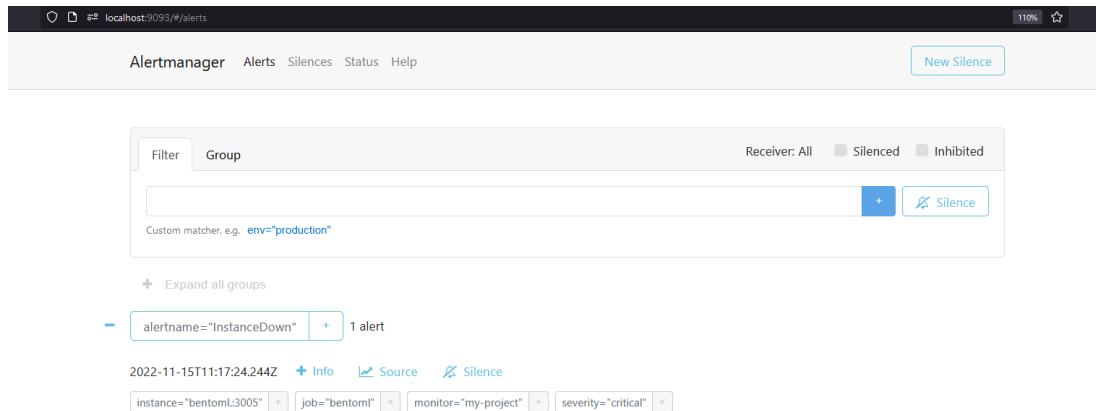 localhost:9093/#/alerts 110%
Alertmanager Alerts Silences Status Help New Silence
Filter Group Receiver: All Silenced Inhibited
+ Silence
Custom matcher, e.g. env="production"
+ Expand all groups
− alertname="InstanceDown" + 1 alert
2022-11-15T11:17:24.244Z + Info Source Silence
instance="bentoml.:3005" + job="bentoml" + monitor="my-project" + severity="critical" +